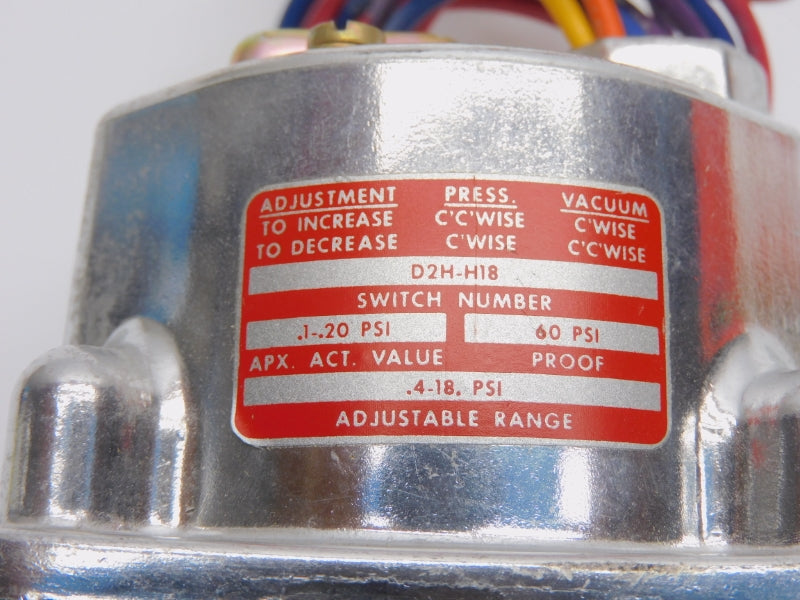 ADJUSTMENT PRESS. VACUUM
TO INCREASE C'C'WISE C'WISE
TO DECREASE C'WISE C'C'WISE
D2H-H18
SWITCH NUMBER
.1-.20 PSI 60 PSI
APX. ACT. VALUE PROOF
.4-18. PSI
ADJUSTABLE RANGE